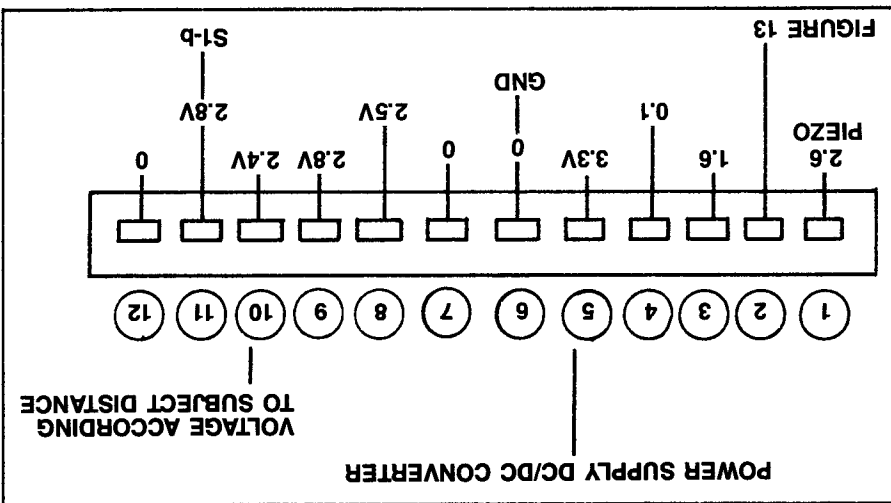 POWER SUPPLY DC/DC CONVERTER
VOLTAGE ACCORDING
TO SUBJECT DISTANCE
1 2 3 4 5 6 7 8 9 10 11 12
2.6 1.6 3.3V 0 0 2.8V 2.4V 0
PIEZO
0.1 2.5V 2.8V
GND
FIGURE 13
S1-b